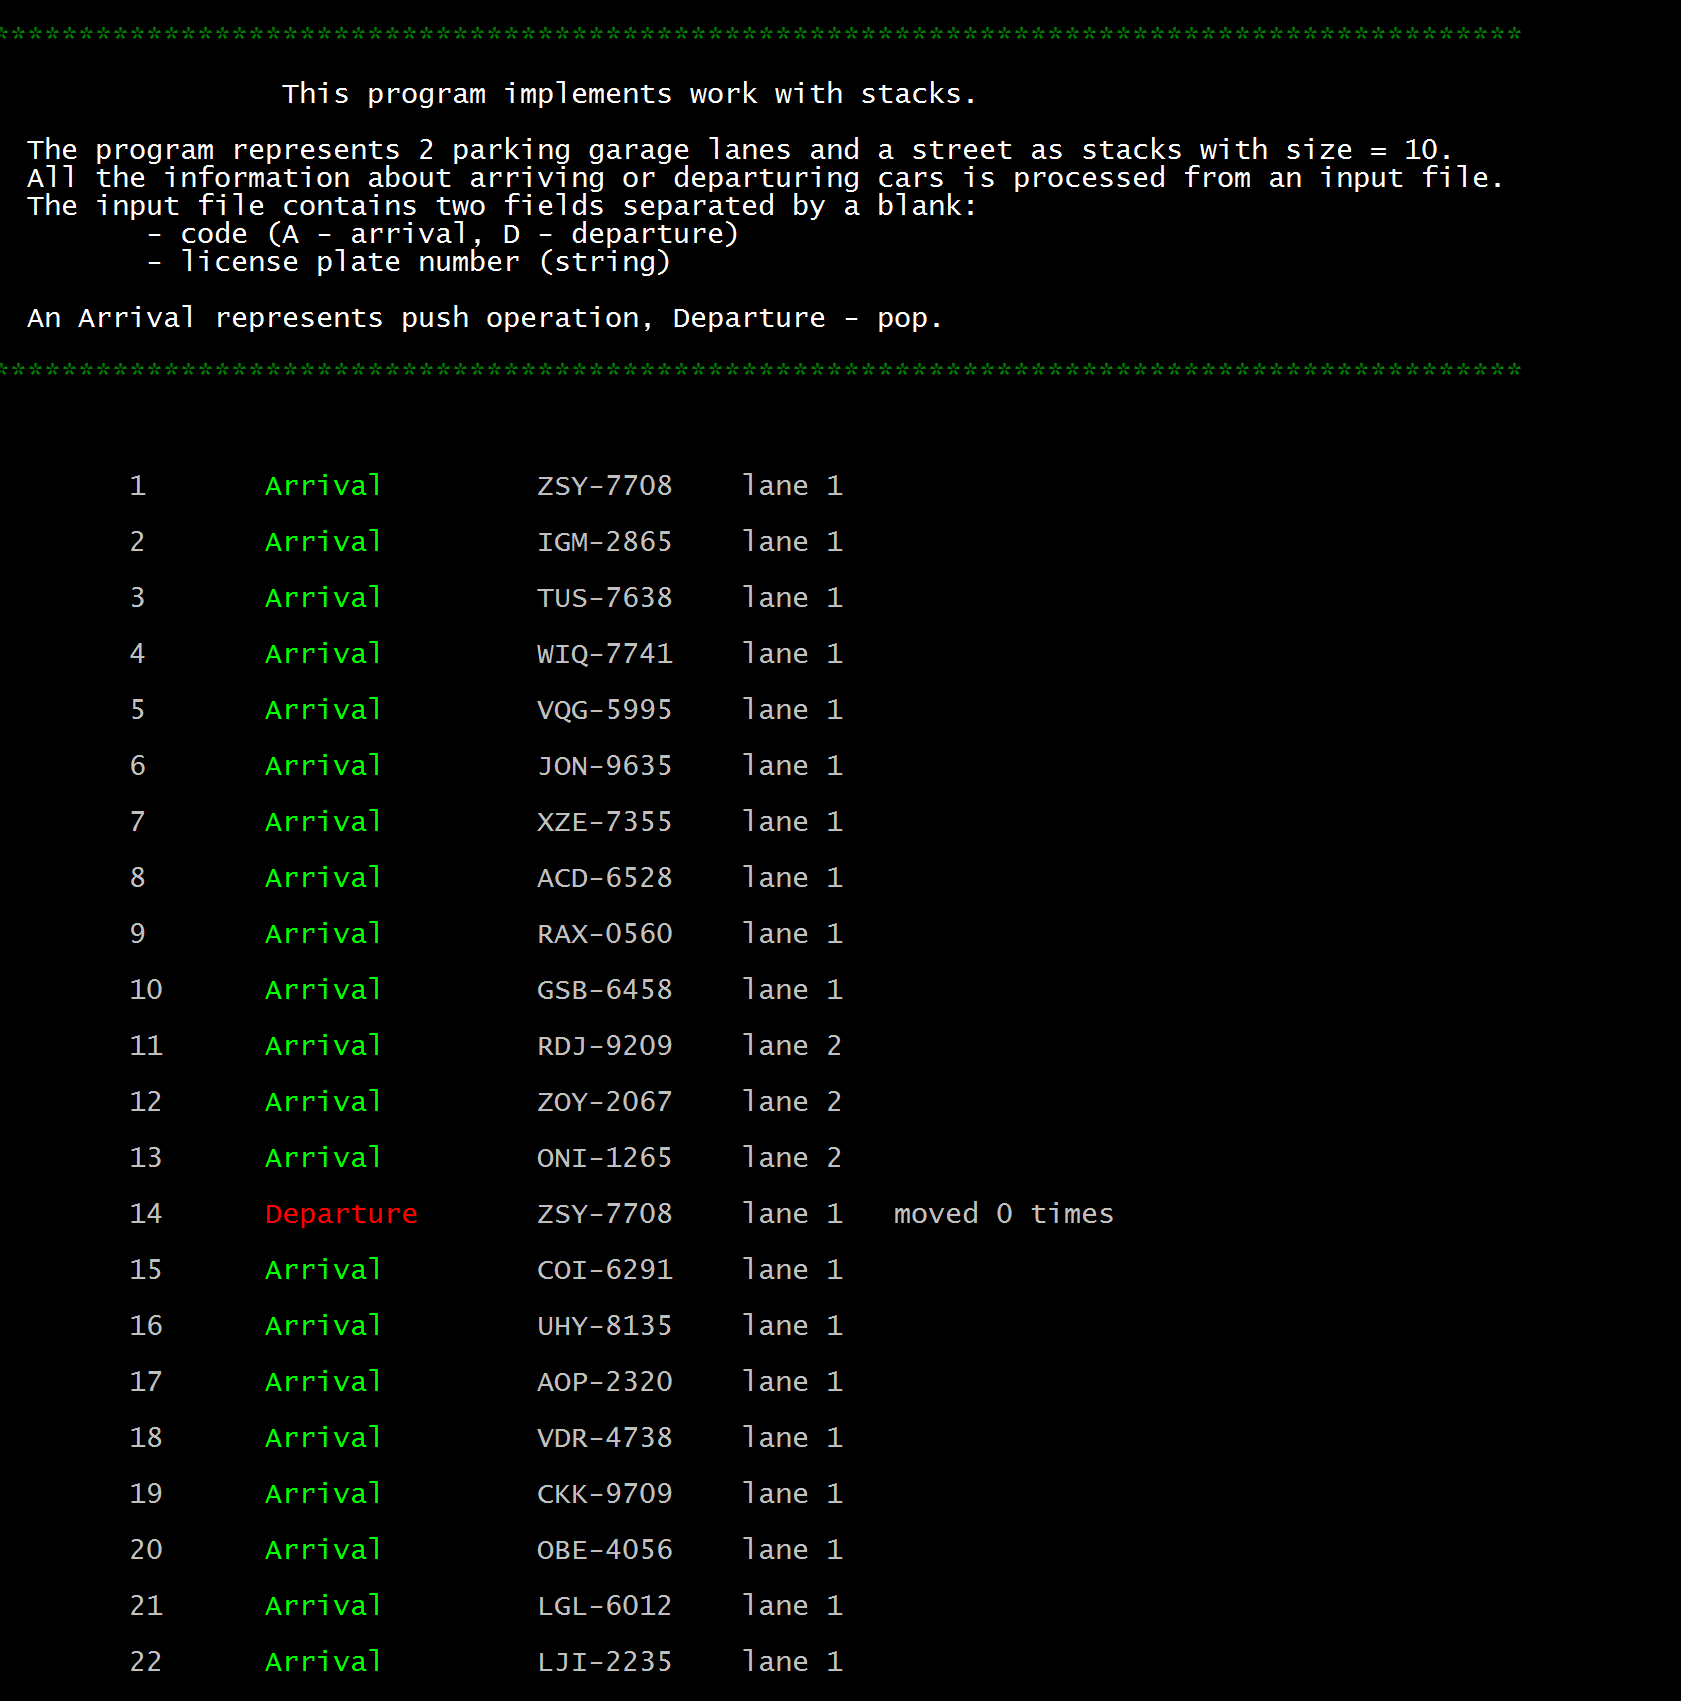 ******************************************************************************************
This program implements work with stacks.
The program represents 2 parking garage lanes and a street as stacks with size = 10.
All the information about arriving or departuring cars is processed from an input file.
The input file contains two fields separated by a blank:
- code (A - arrival, D - departure)
- license plate number (string)
An Arrival represents push operation, Departure - pop.
******************************************************************************************
1 Arrival ZSY-7708 lane 1
2 Arrival IGM-2865 lane 1
3 Arrival TUS-7638 lane 1
4 Arrival WIQ-7741 lane 1
5 Arrival VQG-5995 lane 1
6 Arrival JON-9635 lane 1
7 Arrival XZE-7355 lane 1
8 Arrival ACD-6528 lane 1
9 Arrival RAX-0560 lane 1
10 Arrival GSB-6458 lane 1
11 Arrival RDJ-9209 lane 2
12 Arrival ZOY-2067 lane 2
13 Arrival ONI-1265 lane 2
14 Departure ZSY-7708 lane 1 moved 0 times
15 Arrival COI-6291 lane 1
16 Arrival UHY-8135 lane 1
17 Arrival AOP-2320 lane 1
18 Arrival VDR-4738 lane 1
19 Arrival CKK-9709 lane 1
20 Arrival OBE-4056 lane 1
21 Arrival LGL-6012 lane 1
22 Arrival LJI-2235 lane 1